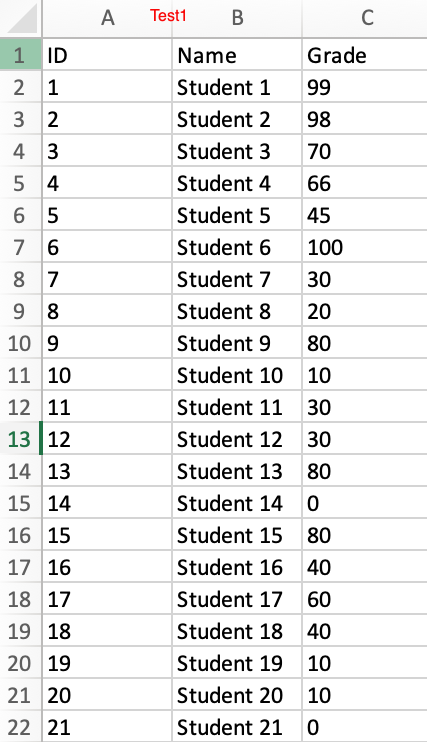 A Test1 B C
1 ID Name Grade
2 1 Student 1 99
3 2 Student 2 98
4 3 Student 3 70
5 4 Student 4 66
6 5 Student 5 45
7 6 Student 6 100
8 7 Student 7 30
9 8 Student 8 20
10 9 Student 9 80
11 10 Student 10 10
12 11 Student 11 30
13 12 Student 12 30
14 13 Student 13 80
15 14 Student 14 0
16 15 Student 15 80
17 16 Student 16 40
18 17 Student 17 60
19 18 Student 18 40
20 19 Student 19 10
21 20 Student 20 10
22 21 Student 21 0